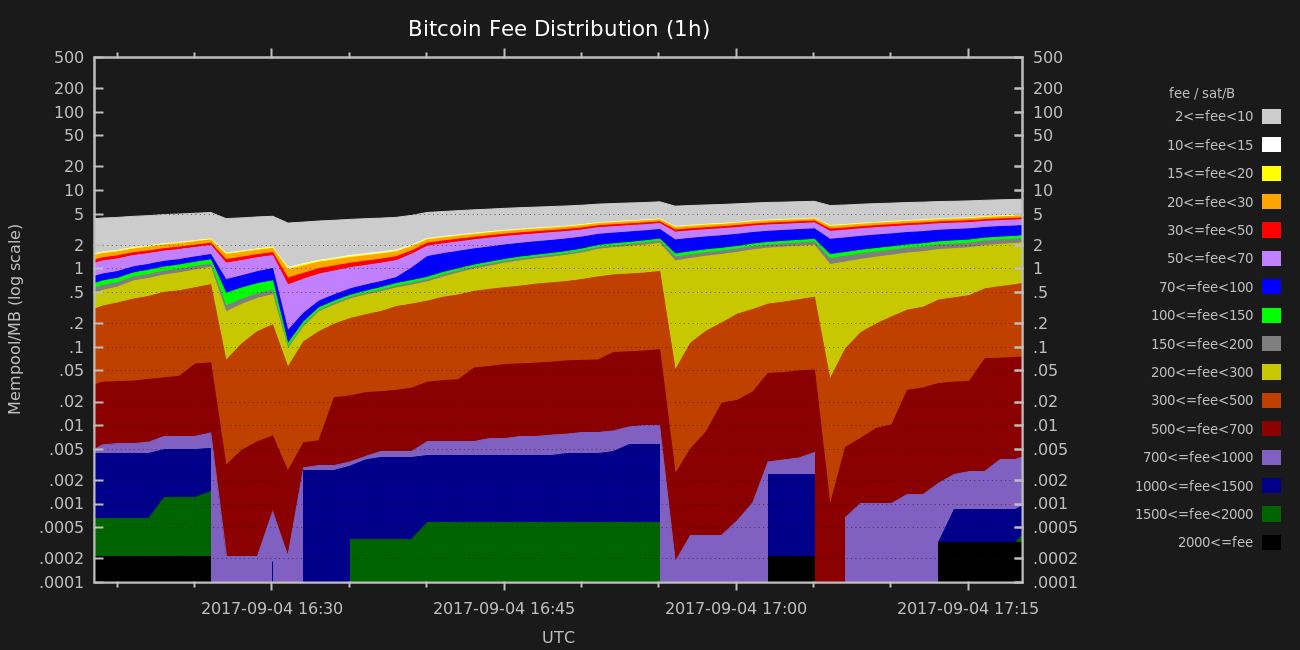 Bitcoin Fee Distribution (1h)
500 500
200 200
100 100
50 50
20 20
10 10
5 5
2 2
1 1
.5 .5
.2 .2
.1 .1
.05 .05
.02 .02
.01 .01
.005 .005
.002 .002
.001 .001
.0005 .0005
.0002 .0002
.0001 .0001
Mempool/MB (log scale)
2017-09-04 16:30 2017-09-04 16:45 2017-09-04 17:00 2017-09-04 17:15
UTC
fee / sat/B
2<=fee<10
10<=fee<15
15<=fee<20
20<=fee<30
30<=fee<50
50<=fee<70
70<=fee<100
100<=fee<150
150<=fee<200
200<=fee<300
300<=fee<500
500<=fee<700
700<=fee<1000
1000<=fee<1500
1500<=fee<2000
2000<=fee